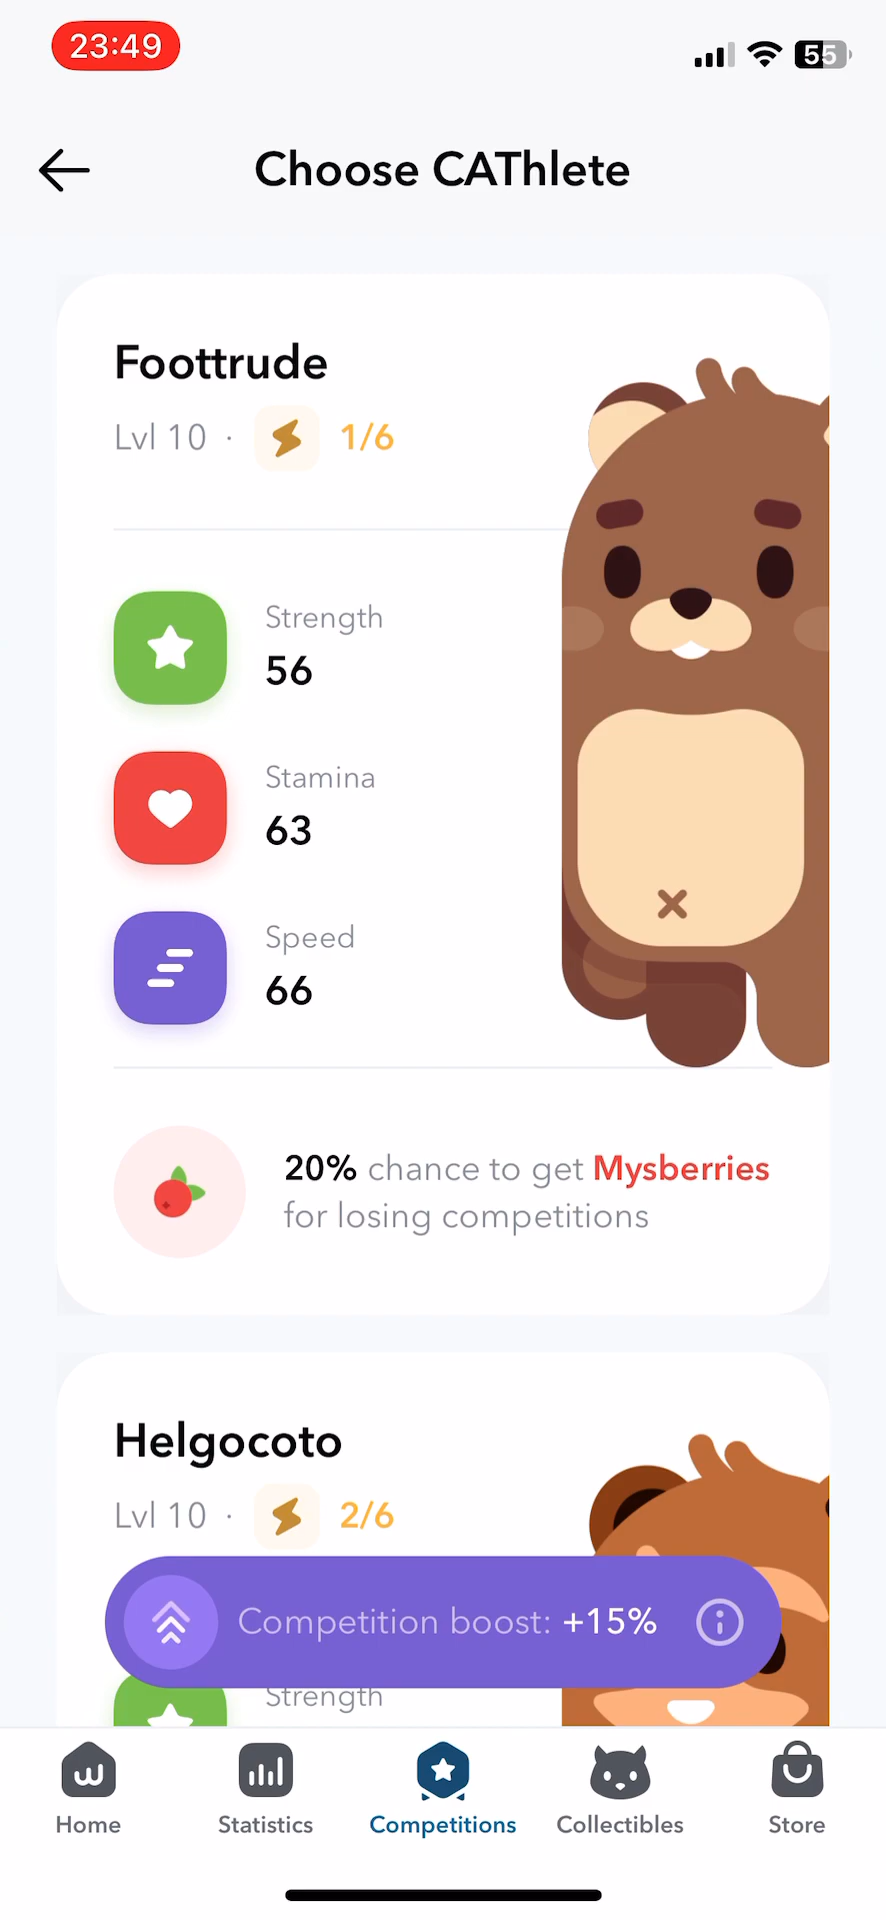 23:49
55
Choose CAThlete
Foottrude
Lvl 10 · 1/6
Strength
56
Stamina
63
Speed
66
20% chance to get Mysberries
for losing competitions
Helgocoto
Lvl 10 · 2/6
Competition boost: +15%
Strength
Home
Statistics
Competitions
Collectibles
Store